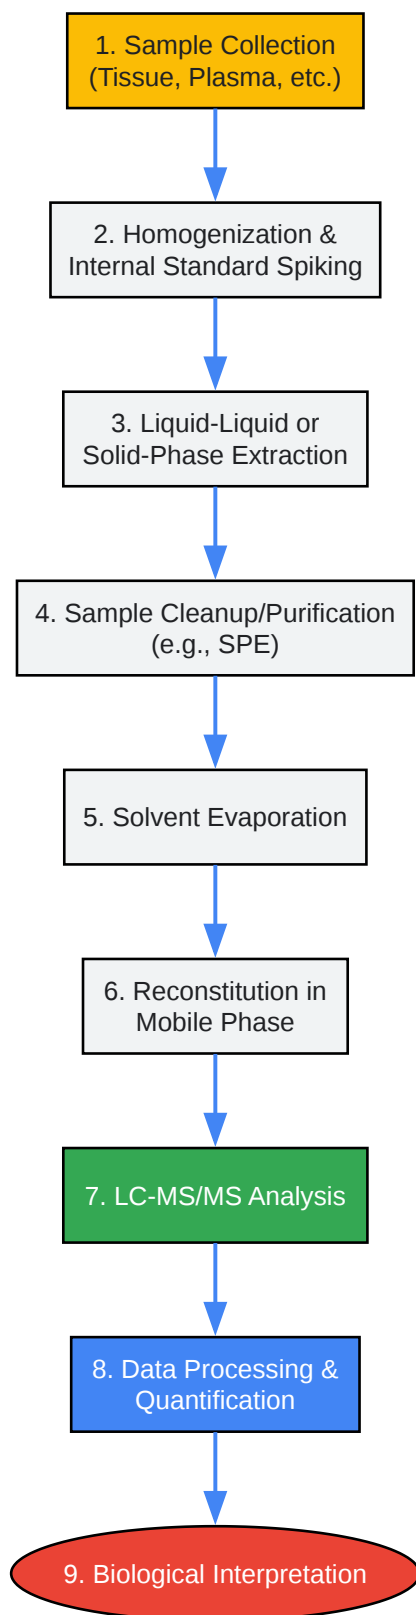 1. Sample Collection
(Tissue, Plasma, etc.)
2. Homogenization &
Internal Standard Spiking
3. Liquid-Liquid or
Solid-Phase Extraction
4. Sample Cleanup/Purification
(e.g., SPE)
5. Solvent Evaporation
6. Reconstitution in
Mobile Phase
7. LC-MS/MS Analysis
8. Data Processing &
Quantification
9. Biological Interpretation